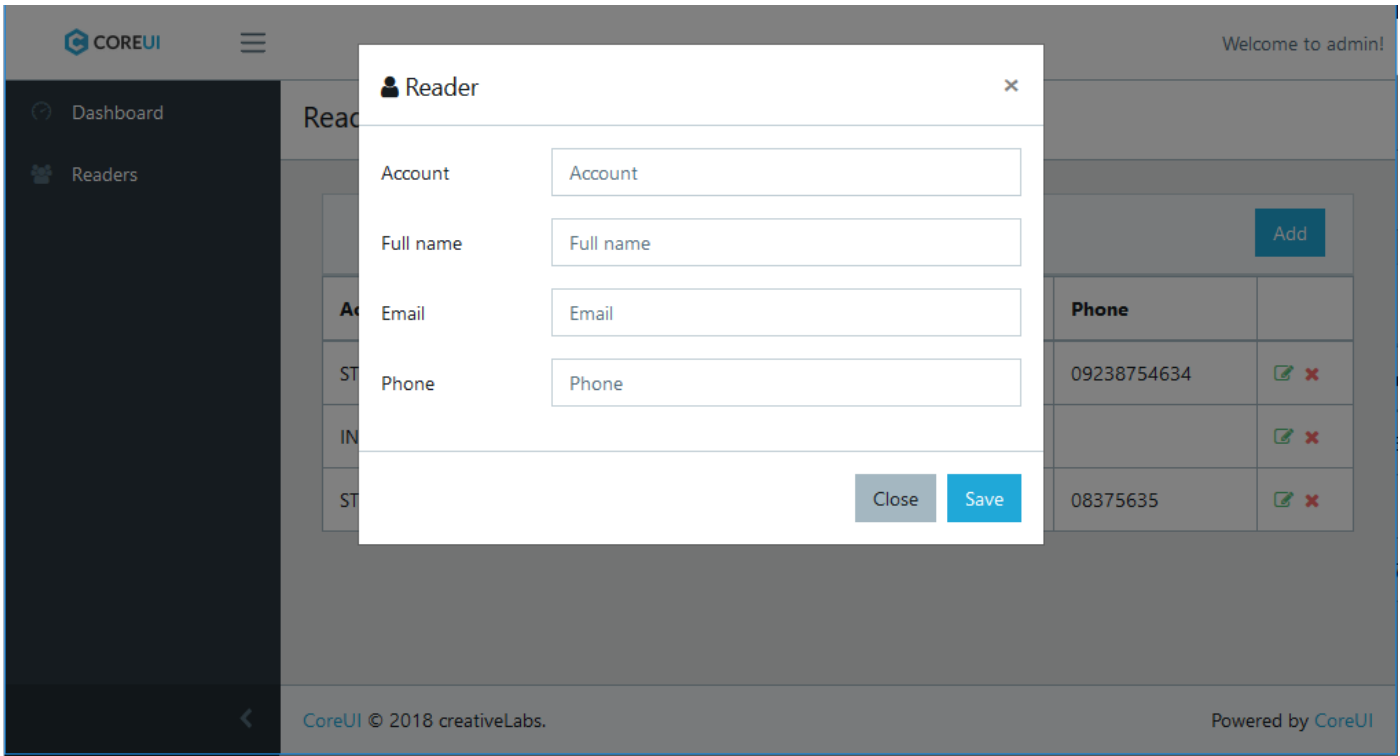 COREUI
Welcome to admin!
Dashboard
Readers
Reader
×
Account
Account
Full name
Full name
Email
Email
Phone
Phone
Close
Save
Add
Phone
09238754634
08375635
CoreUI © 2018 creativeLabs.
Powered by CoreUI